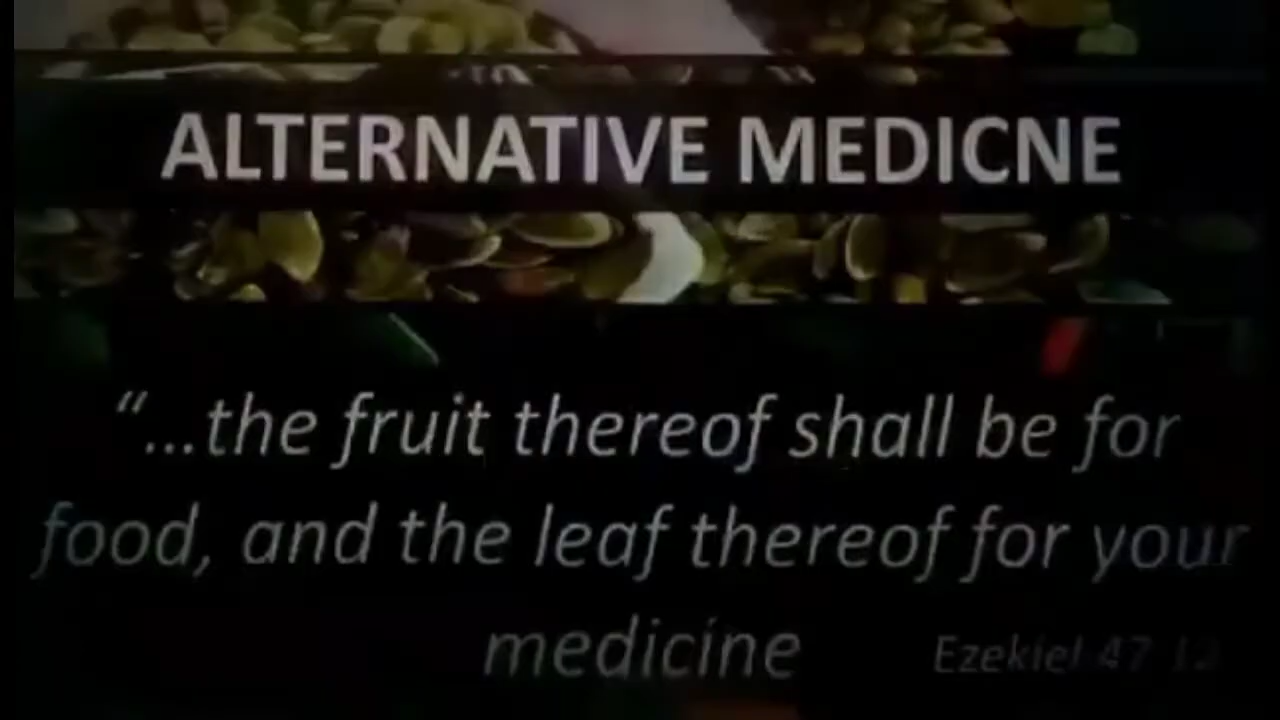 ALTERNATIVE MEDICNE
“...the fruit thereof shall be for
food, and the leaf thereof for your
medicine
Ezekiel 47:12